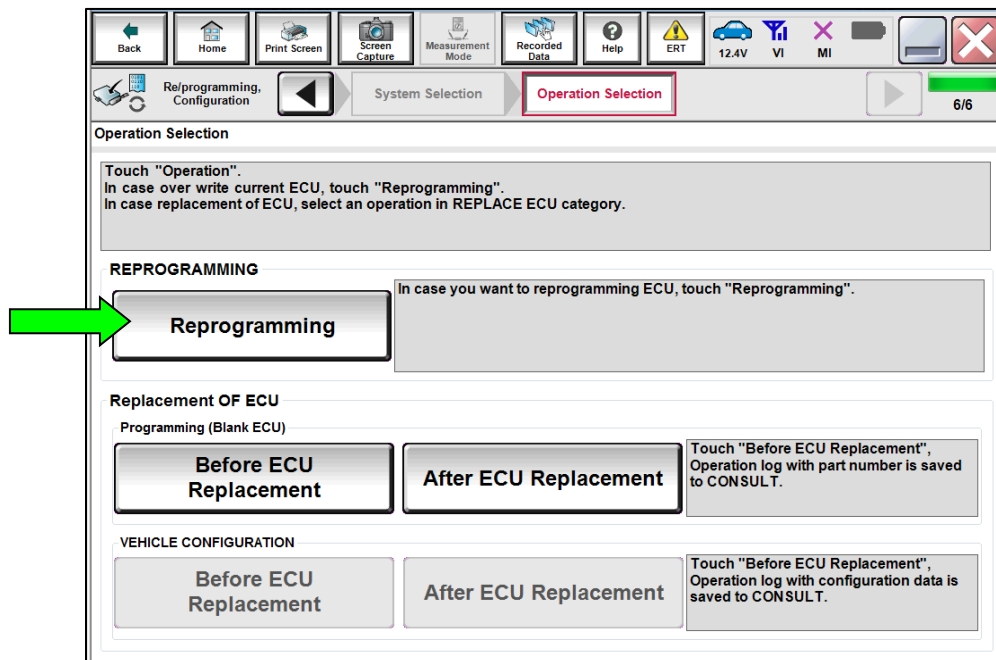 Back
Home
Print Screen
Screen
Capture
Measurement
Mode
Recorded
Data
Help
ERT
12.4V
VI
MI
Re/programming,
Configuration
System Selection
Operation Selection
6/6
Operation Selection
Touch "Operation".
In case over write current ECU, touch "Reprogramming".
In case replacement of ECU, select an operation in REPLACE ECU category.
REPROGRAMMING
Reprogramming
In case you want to reprogramming ECU, touch "Reprogramming".
Replacement OF ECU
Programming (Blank ECU)
Before ECU
Replacement
After ECU Replacement
Touch "Before ECU Replacement",
Operation log with part number is saved
to CONSULT.
VEHICLE CONFIGURATION
Before ECU
Replacement
After ECU Replacement
Touch "Before ECU Replacement",
Operation log with configuration data is
saved to CONSULT.